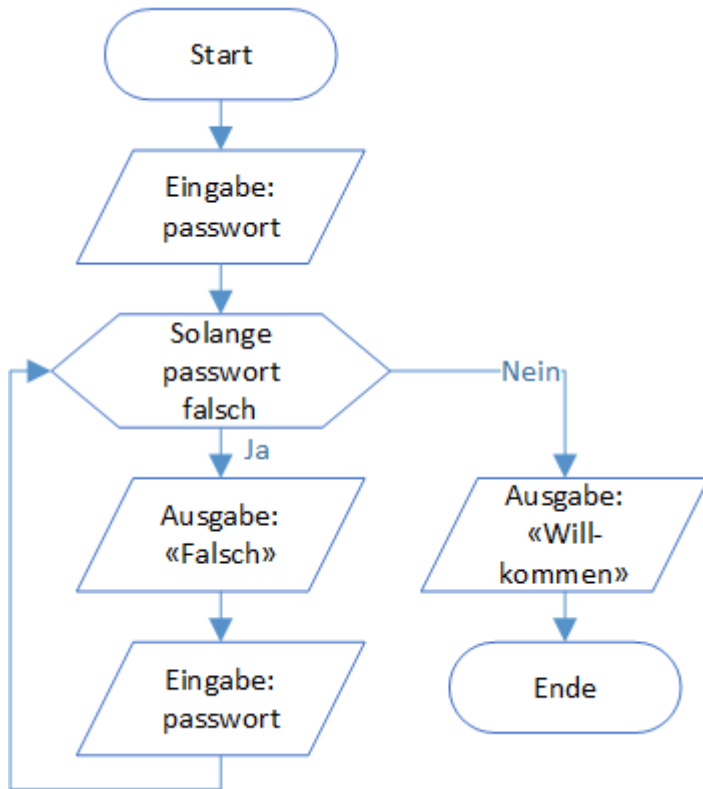 Start
Eingabe:
passwort
Solange
passwort
falsch
Nein
Ja
Ausgabe:
«Falsch»
Ausgabe:
«Will-
kommen»
Eingabe:
passwort
Ende